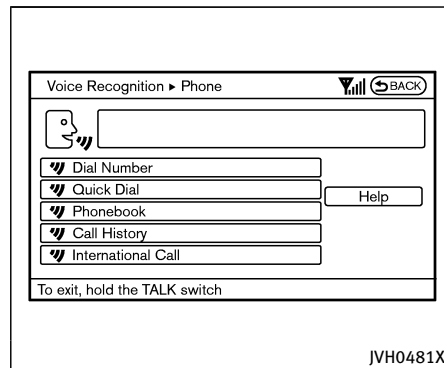 Voice Recognition ▸ Phone BACK
Dial Number
Quick Dial
Help
Phonebook
Call History
International Call
To exit, hold the TALK switch
JVH0481X